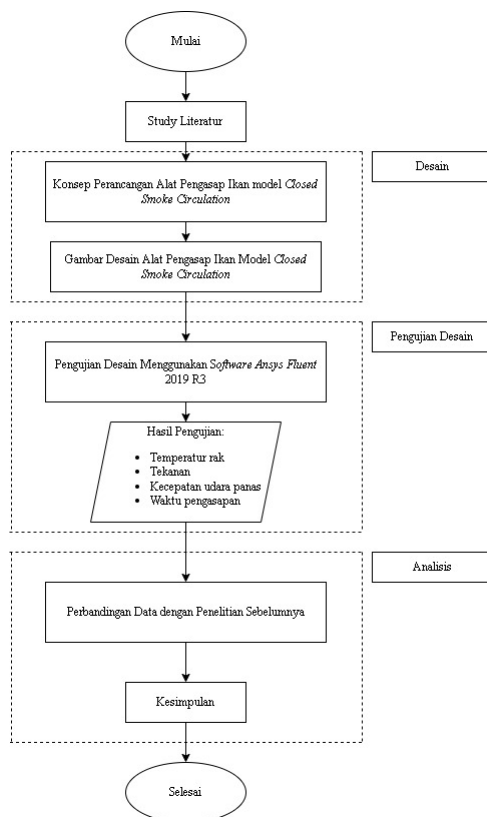 Mulai
Study Literatur
Desain
Konsep Perancangan Alat Pengasap Ikan model Closed
Smoke Circulation
Gambar Desain Alat Pengasap Ikan Model Closed
Smoke Circulation
Pengujian Desain
Pengujian Desain Menggunakan Software Ansys Fluent
2019 R3
Hasil Pengujian:
• Temperatur rak
• Tekanan
• Kecepatan udara panas
• Waktu pengasapan
Analisis
Perbandingan Data dengan Penelitian Sebelumnya
Kesimpulan
Selesai